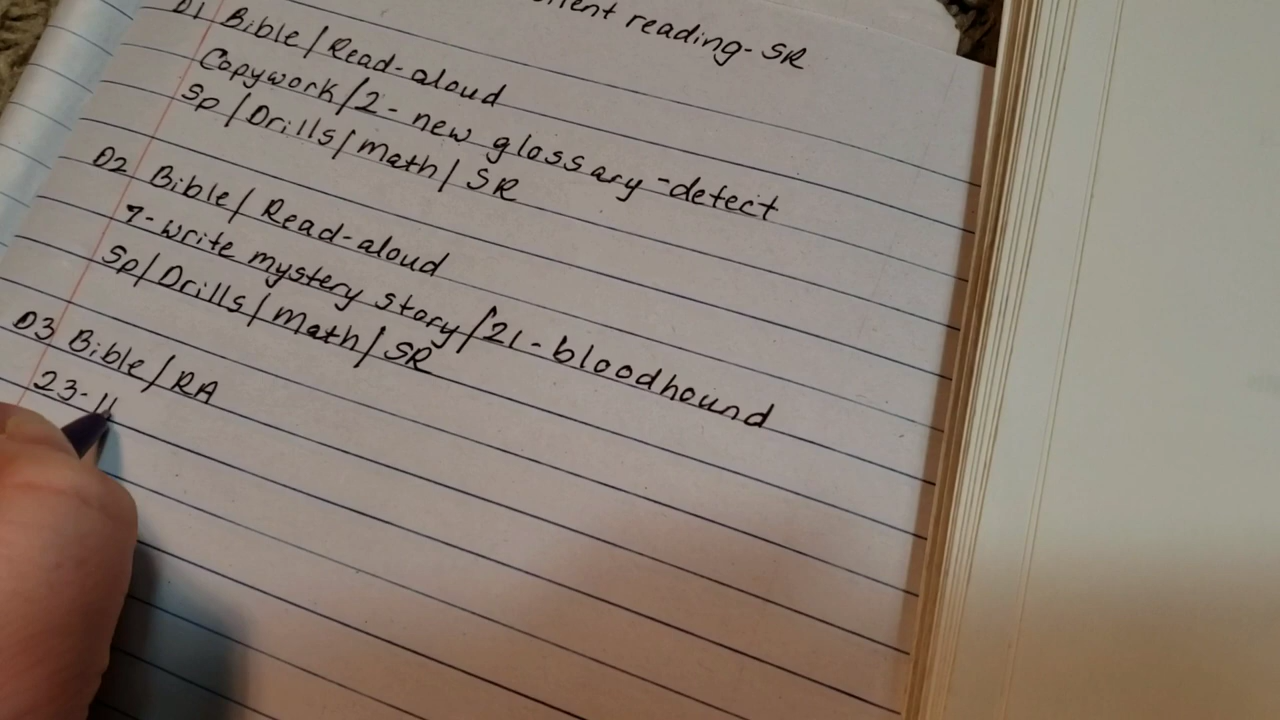 reading-SR
D1 Bible/Read-aloud
Copywork/2-new glossary-detect
Sp/Drills/Math/SR
D2 Bible/Read-aloud
7-write mystery story/21-bloodhound
Sp/Drills/Math/SR
D3 Bible/RA
23-